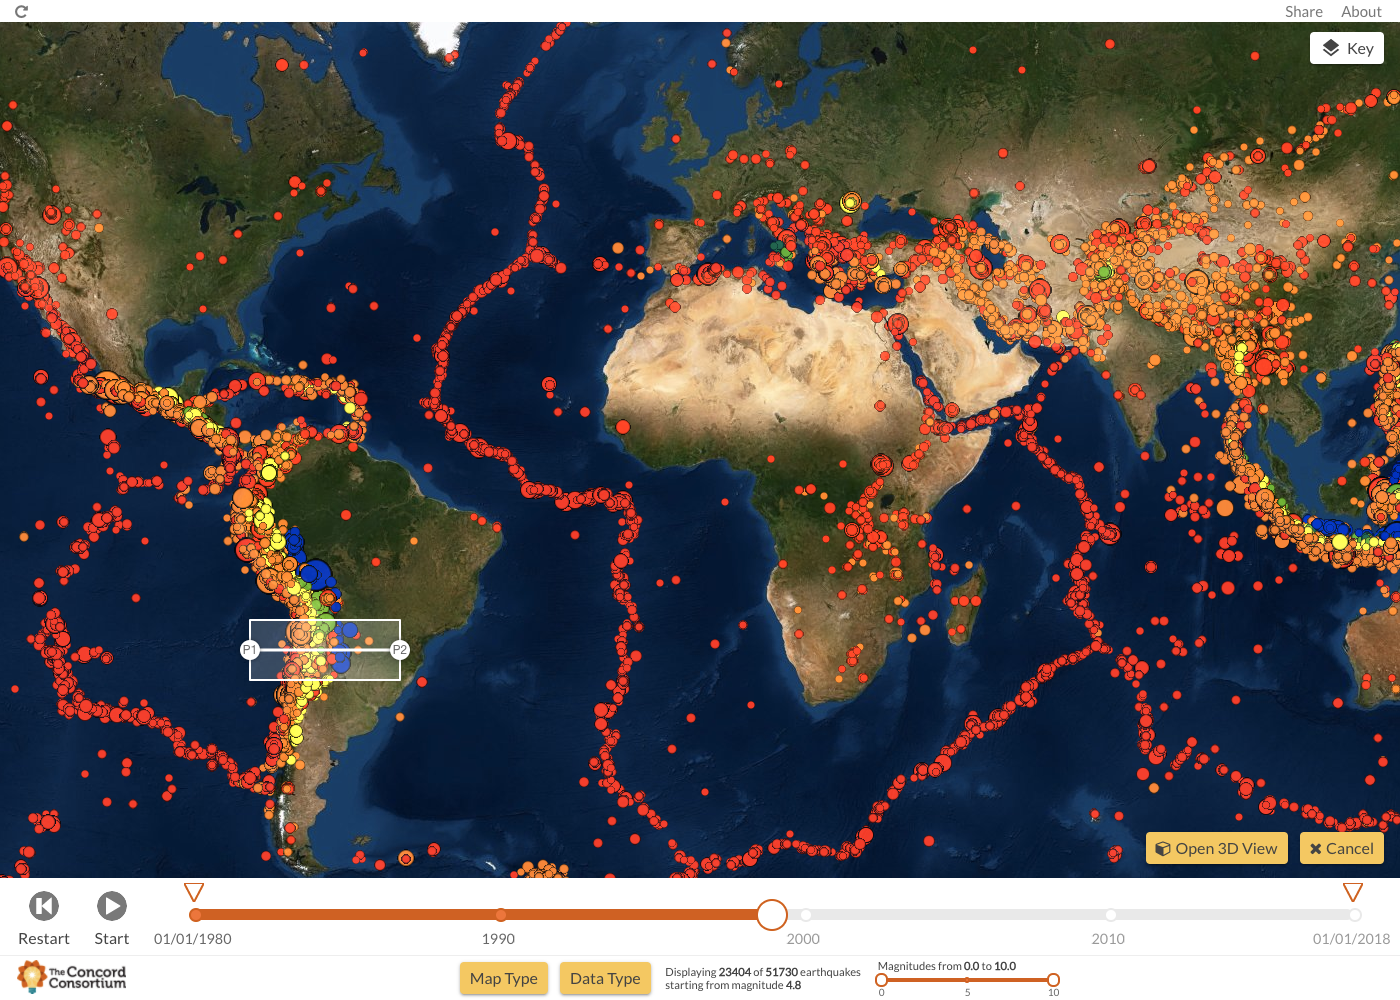 Share About
Key
P1 P2
Open 3D View Cancel
Restart Start 01/01/1980 1990 2000 2010 01/01/2018
The Concord Consortium
Map Type Data Type
Displaying 23404 of 51730 earthquakes
starting from magnitude 4.8
Magnitudes from 0.0 to 10.0
0 5 10